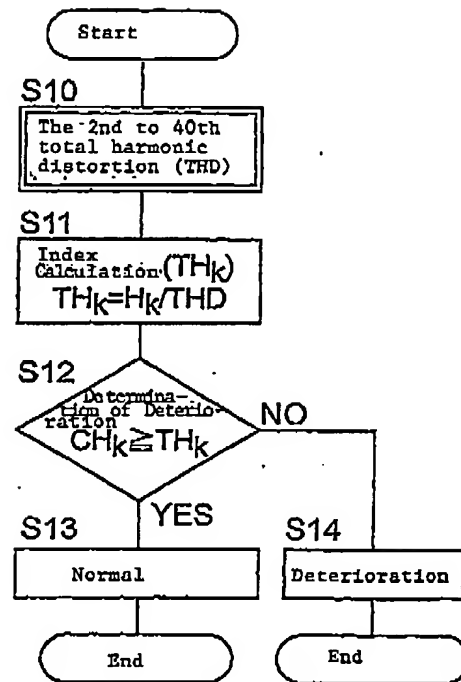 Start
S10
The 2nd to 40th
total harmonic
distortion (THD)
S11
Index
Calculation (THk)
THk=Hk/THD
S12
Determina-
tion of Deterio-
ration
CHk≧THk
NO
YES
S13
Normal
S14
Deterioration
End
End